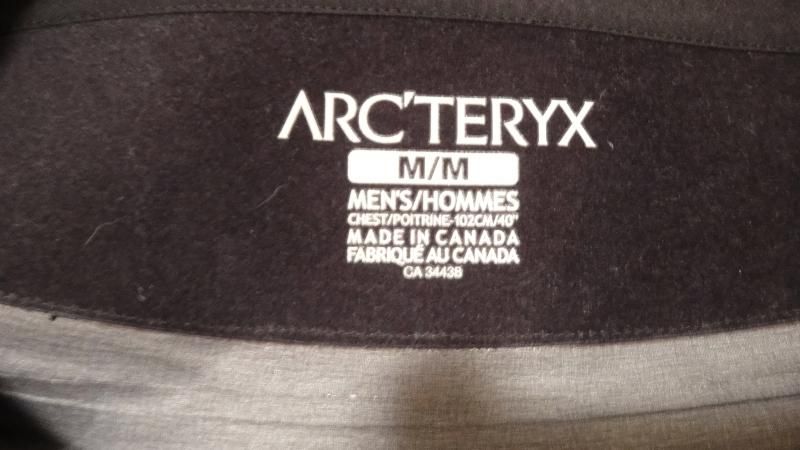 ARC'TERYX
M/M
MEN'S/HOMMES
CHEST/POITRINE-102CM/40"
MADE IN CANADA
FABRIQUÉ AU CANADA
CA 34438